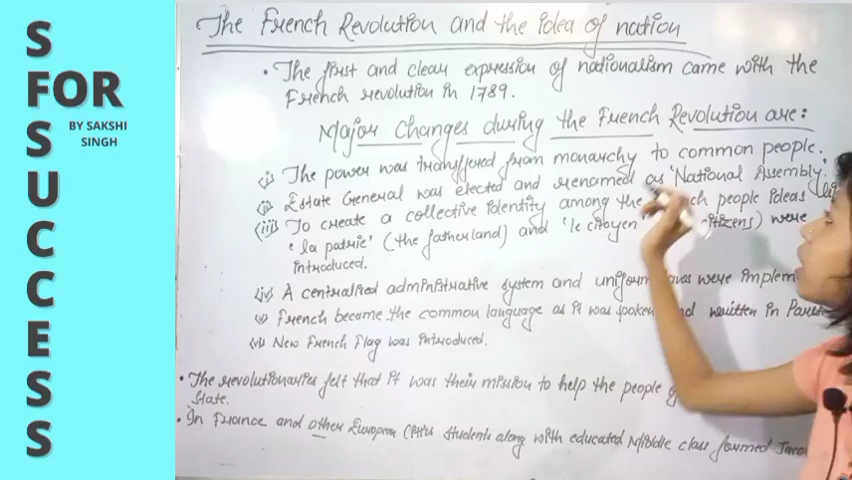 S FOR SUCCESS
BY SAKSHI SINGH
The French Revolution and the idea of nation
• The first and clear expression of nationalism came with the
French revolution in 1789.
Major changes during the French Revolution are:
(i) The power was transffered from monarchy to common people.
(ii) Estate General was elected and renamed as 'National Assembly'.
(iii) To create a collective identity among the people ideas
'la patrie' (the fatherland) and 'le citoyen' citizens) were
introduced.
(iv) A centralised administrative system and uniform were
(v) French became the common language as it was spoken and written in
(vi) New French Flag was introduced.
• The revolutionaries felt that it was their mission to help the people
state.
• In France and other European students along with educated Middle class formed